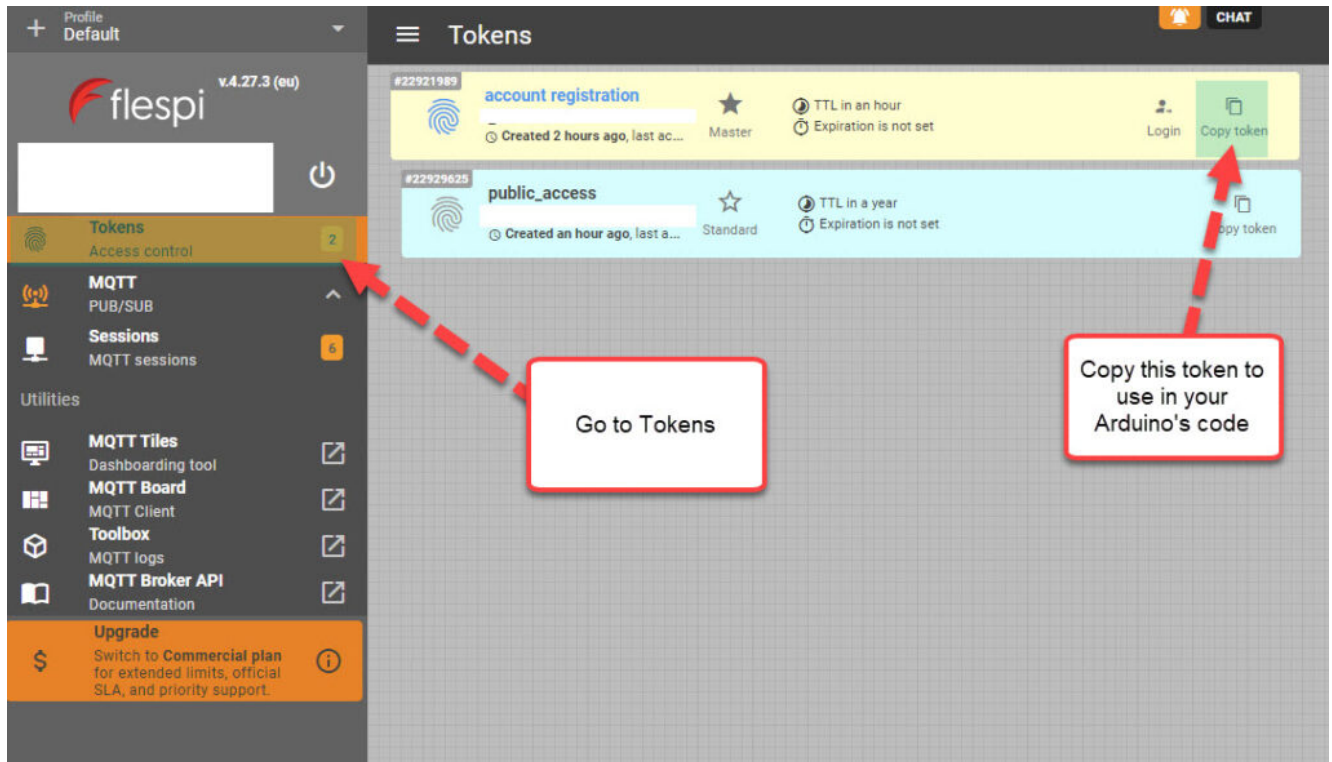 Profile
Default
flespi
v.4.27.3 (eu)
Tokens
Access control
2
MQTT
PUB/SUB
Sessions
MQTT sessions
6
Utilities
MQTT Tiles
Dashboarding tool
MQTT Board
MQTT Client
Toolbox
MQTT logs
MQTT Broker API
Documentation
Upgrade
$
Switch to Commercial plan
for extended limits, official
SLA, and priority support.
Tokens
CHAT
#22921989
account registration
Created 2 hours ago, last ac...
Master
TTL in an hour
Expiration is not set
Login
Copy token
#22929625
public_access
Created an hour ago, last a...
Standard
TTL in a year
Expiration is not set
Copy token
Go to Tokens
Copy this token to
use in your
Arduino's code